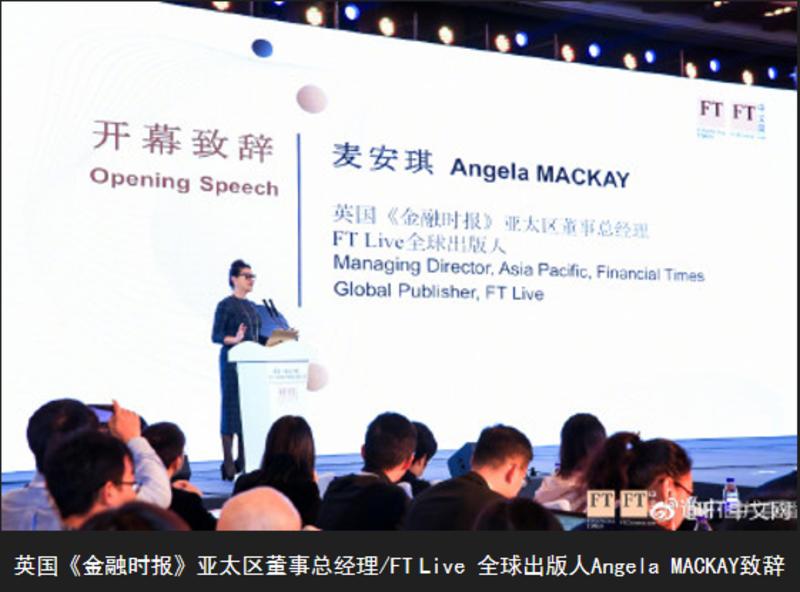 开幕致辞
Opening Speech
麦安琪 Angela MACKAY
英国《金融时报》亚太区董事总经理
FT Live全球出版人
Managing Director, Asia Pacific, Financial Times
Global Publisher, FT Live
FT FT
FT FT
英国《金融时报》亚太区董事总经理/FT Live 全球出版人Angela MACKAY致辞